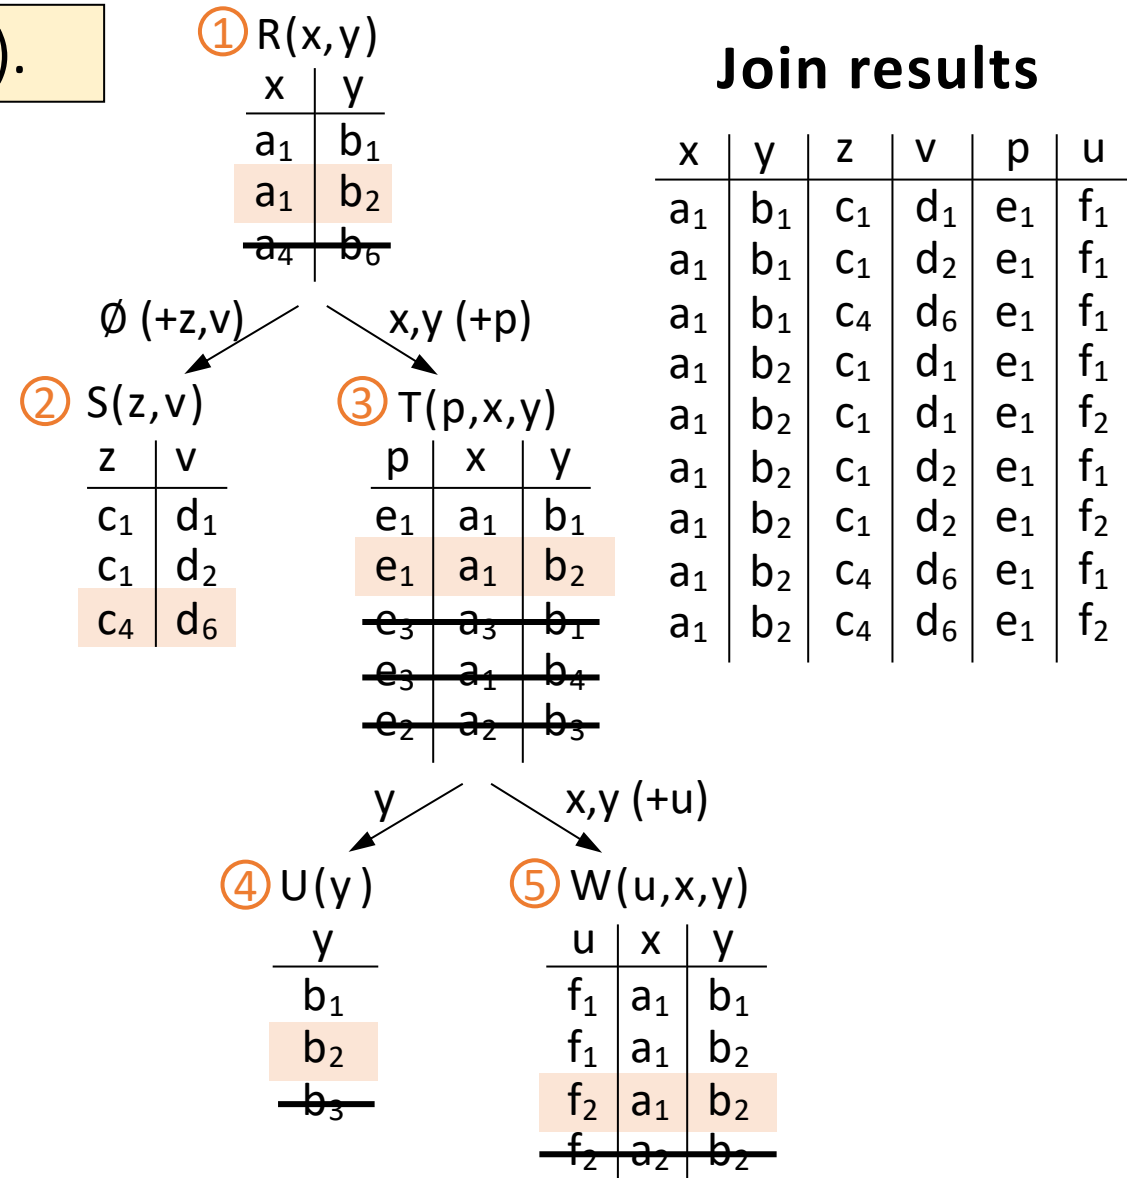 ).
① R(x,y)
x y
a₁ b₁
a₁ b₂
a₄ b₆
Ø (+z,v)
x,y (+p)
② S(z,v)
z v
c₁ d₁
c₁ d₂
c₄ d₆
③ T(p,x,y)
p x y
e₁ a₁ b₁
e₁ a₁ b₂
e₃ a₃ b₁
e₃ a₁ b₄
e₂ a₂ b₃
y
x,y (+u)
④ U(y)
y
b₁
b₂
b₃
⑤ W(u,x,y)
u x y
f₁ a₁ b₁
f₁ a₁ b₂
f₂ a₁ b₂
f₂ a₂ b₂
Join results
x y z v p u
a₁ b₁ c₁ d₁ e₁ f₁
a₁ b₁ c₁ d₂ e₁ f₁
a₁ b₁ c₄ d₆ e₁ f₁
a₁ b₂ c₁ d₁ e₁ f₁
a₁ b₂ c₁ d₁ e₁ f₂
a₁ b₂ c₁ d₂ e₁ f₁
a₁ b₂ c₁ d₂ e₁ f₂
a₁ b₂ c₄ d₆ e₁ f₁
a₁ b₂ c₄ d₆ e₁ f₂